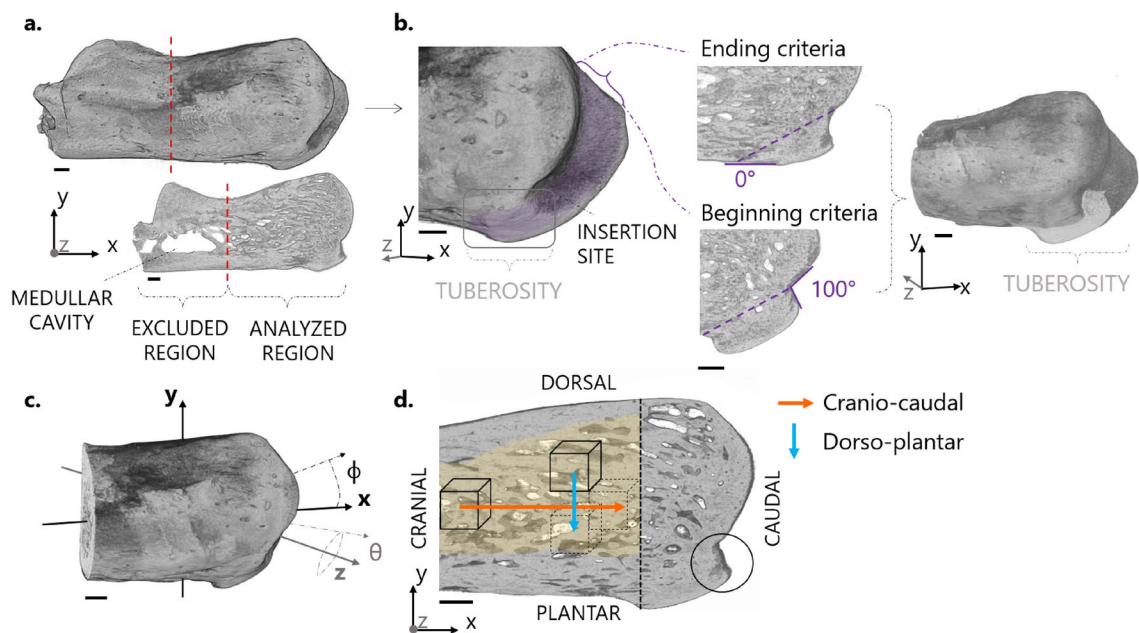 a.
y
z
x
MEDULLAR
CAVITY
EXCLUDED
REGION
ANALYZED
REGION
b.
y
z
x
INSERTION
SITE
TUBEROSITY
Ending criteria
0°
Beginning criteria
100°
y
z
x
TUBEROSITY
c.
y
ϕ
x
θ
z
d.
DORSAL
CRANIAL
CAUDAL
PLANTAR
y
z
x
Cranio-caudal
Dorso-plantar